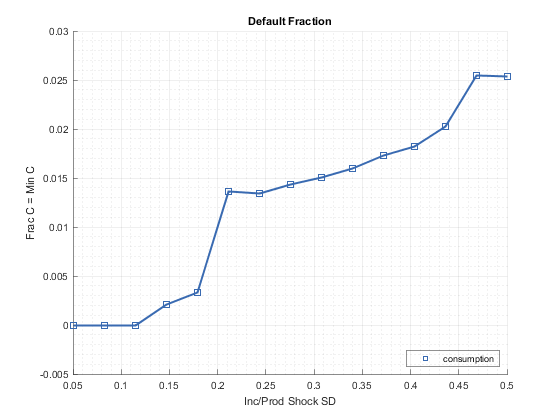 Default Fraction
0.03
0.025
0.02
0.015
0.01
0.005
0
-0.005
Frac C = Min C
0.05 0.1 0.15 0.2 0.25 0.3 0.35 0.4 0.45 0.5
Inc/Prod Shock SD
consumption